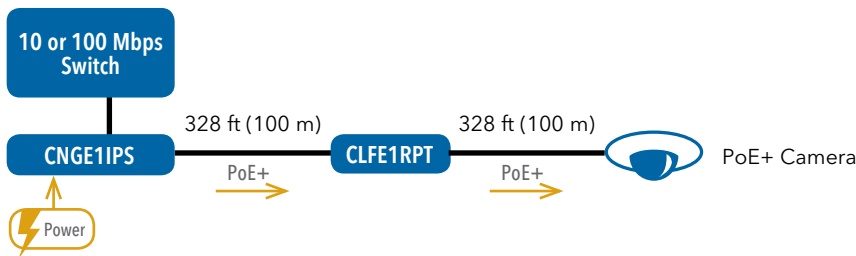 10 or 100 Mbps
Switch
328 ft (100 m)
328 ft (100 m)
CNGE1IPS
CLFE1RPT
PoE+ Camera
PoE+
PoE+
Power